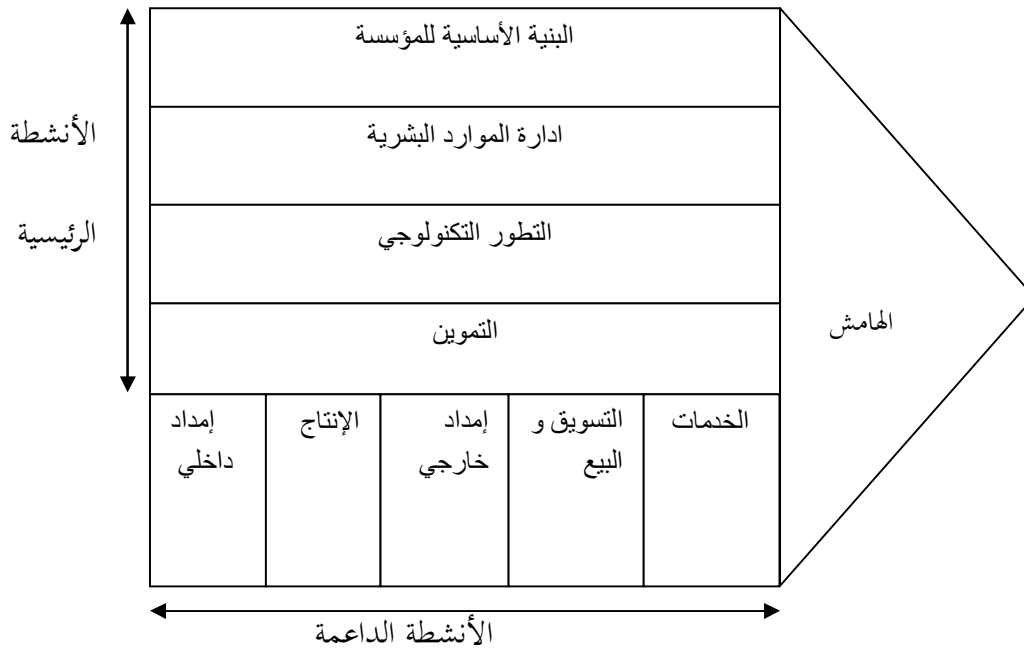 البنية الأساسية للمؤسسة
الأنشطة
ادارة الموارد البشرية
الرئيسية
التطور التكنولوجي
الهامش
التموين
إمداد
داخلي
الإنتاج
إمداد
خارجي
التسويق و
البيع
الخدمات
الأنشطة الداعمة